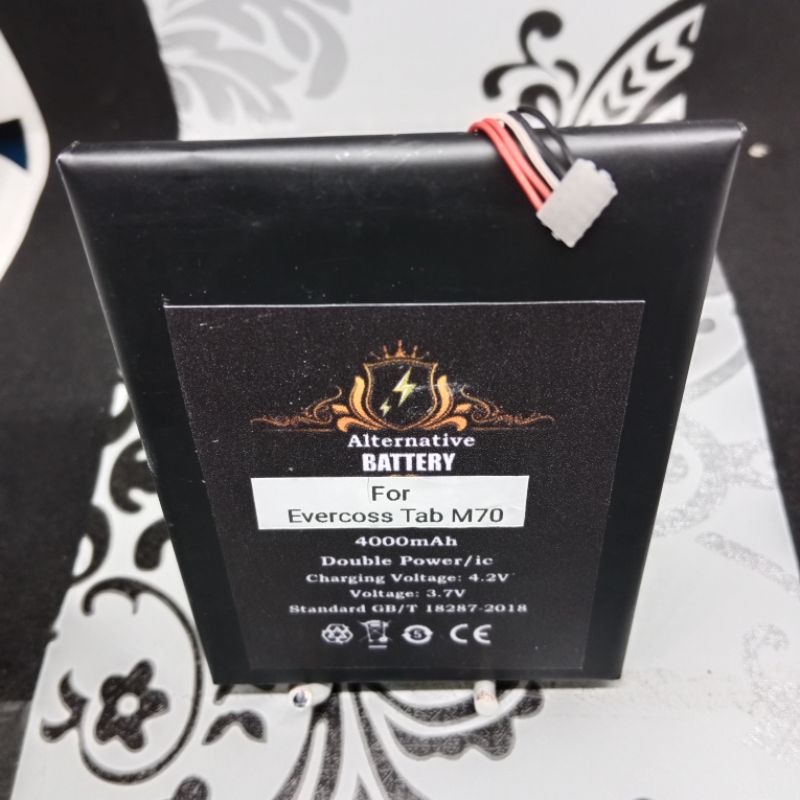 Alternative
BATTERY
For
Evercoss Tab M70
4000mAh
Double Power/ic
Charging Voltage: 4.2V
Voltage: 3.7V
Standard GB/T 18287-2018
5 CE